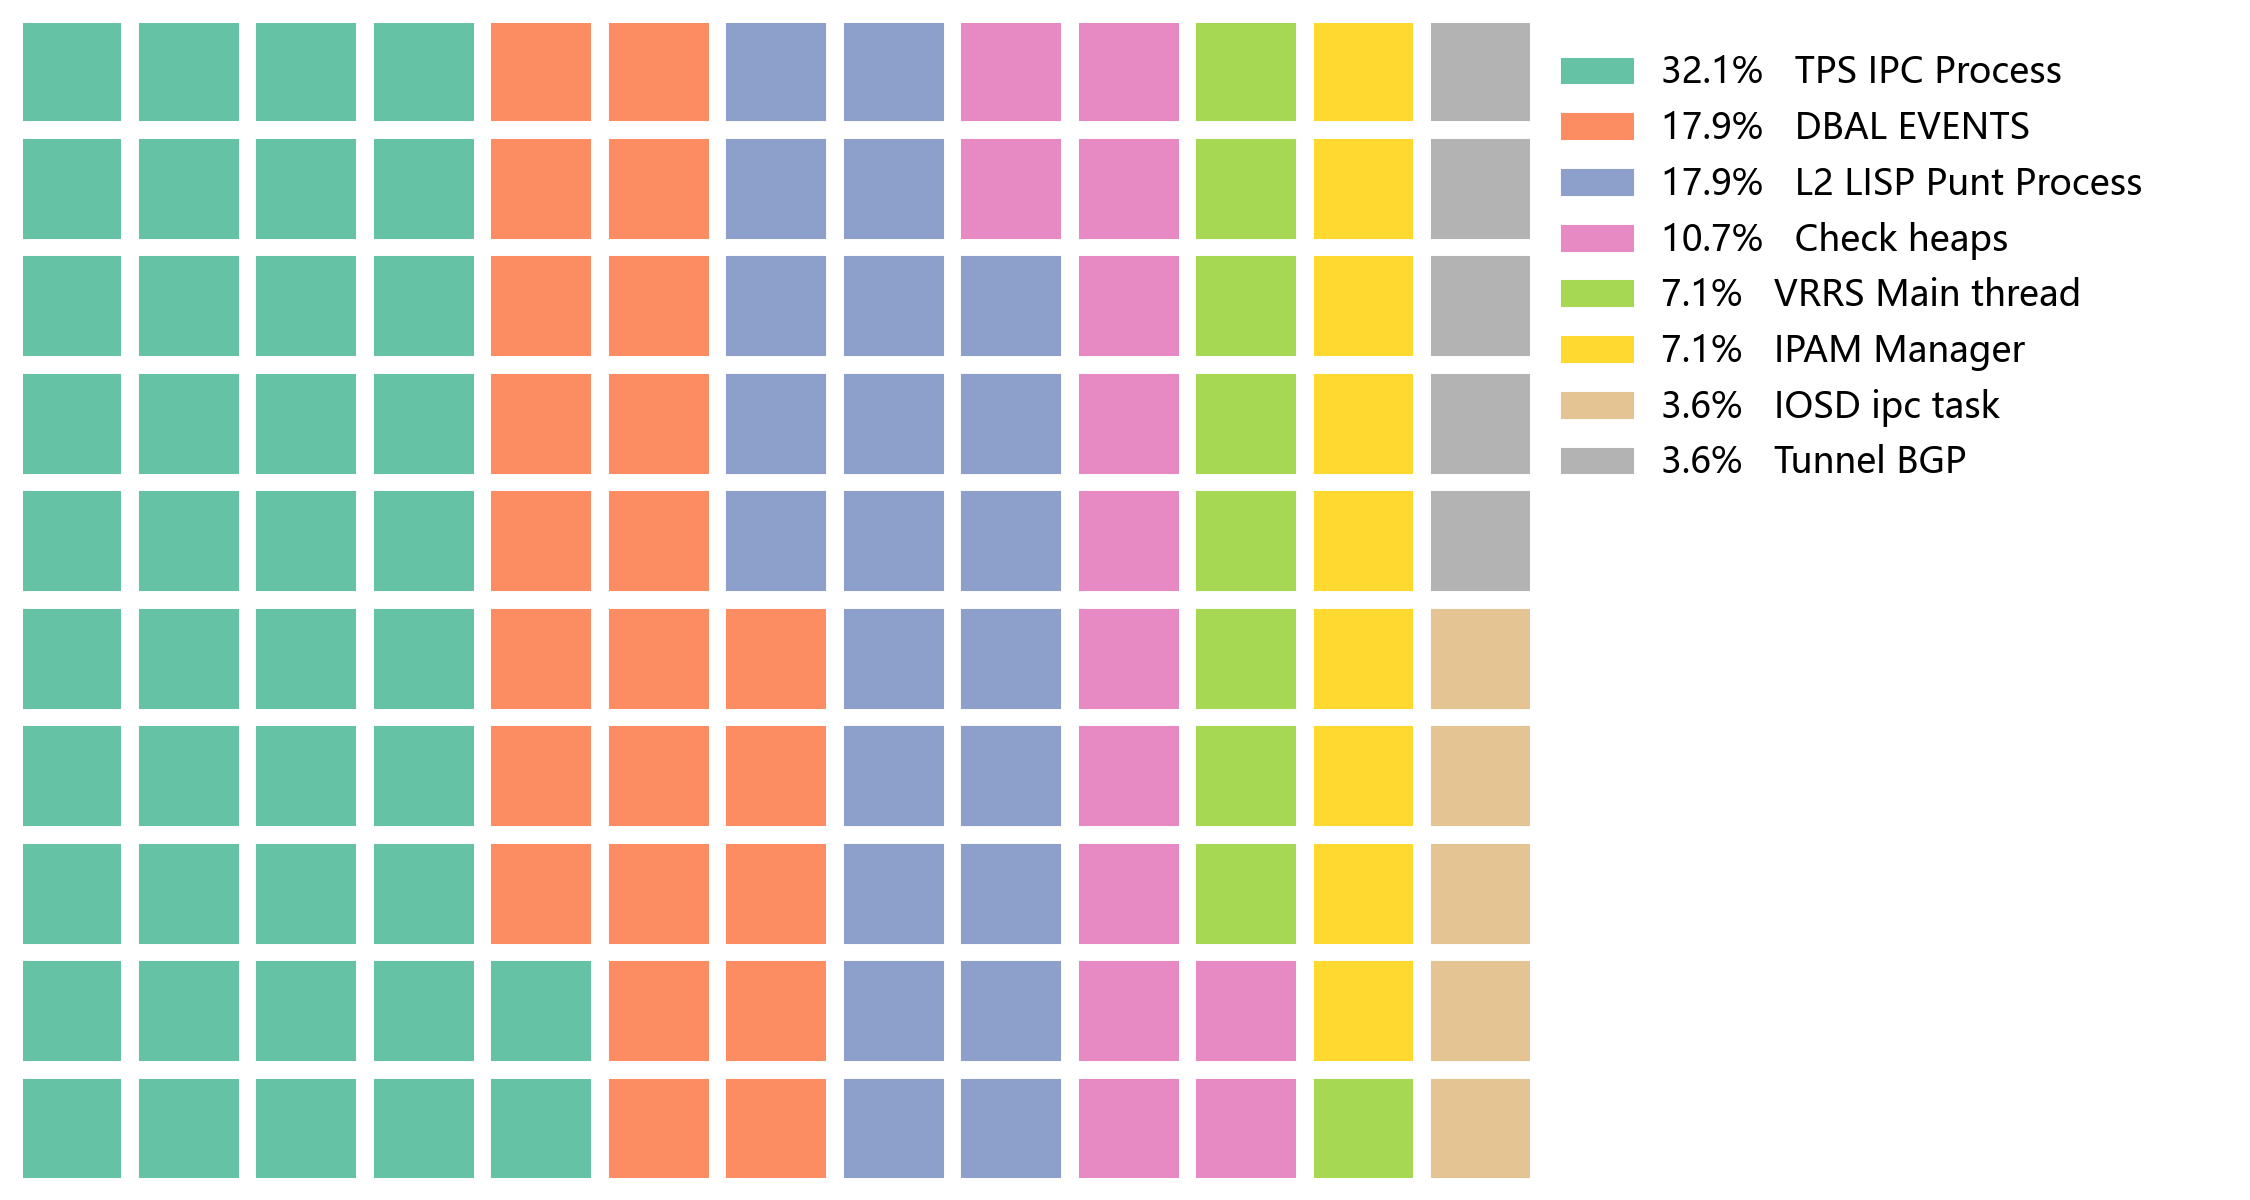 32.1% TPS IPC Process
17.9% DBAL EVENTS
17.9% L2 LISP Punt Process
10.7% Check heaps
7.1% VRRS Main thread
7.1% IPAM Manager
3.6% IOSD ipc task
3.6% Tunnel BGP